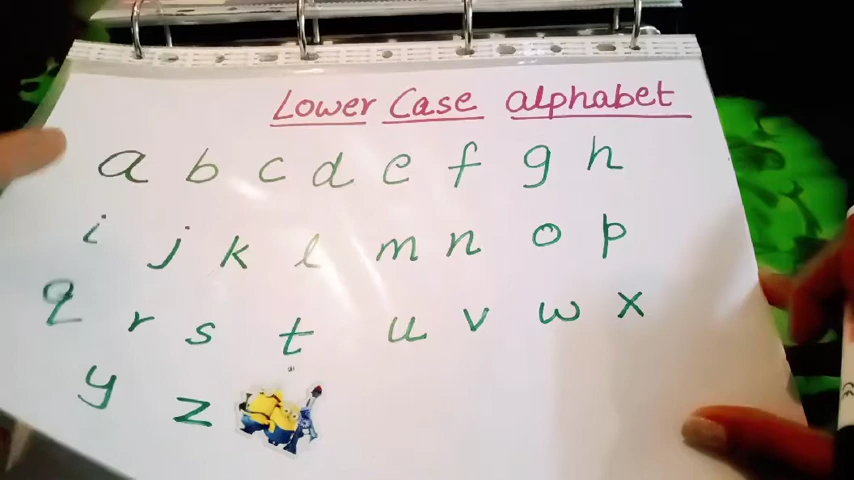 Lower Case alphabet
a b c d e f g h
i j k l m n o p
q r s t u v w x
y z